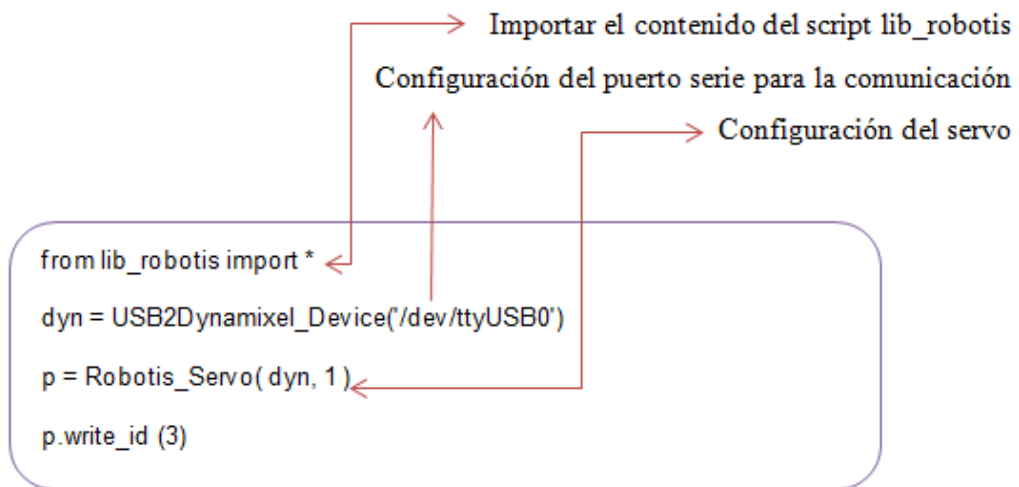 Importar el contenido del script lib_robotis
Configuración del puerto serie para la comunicación
Configuración del servo
from lib_robotis import *
dyn = USB2Dynamixel_Device('/dev/ttyUSB0')
p = Robotis_Servo( dyn, 1 )
p.write_id (3)